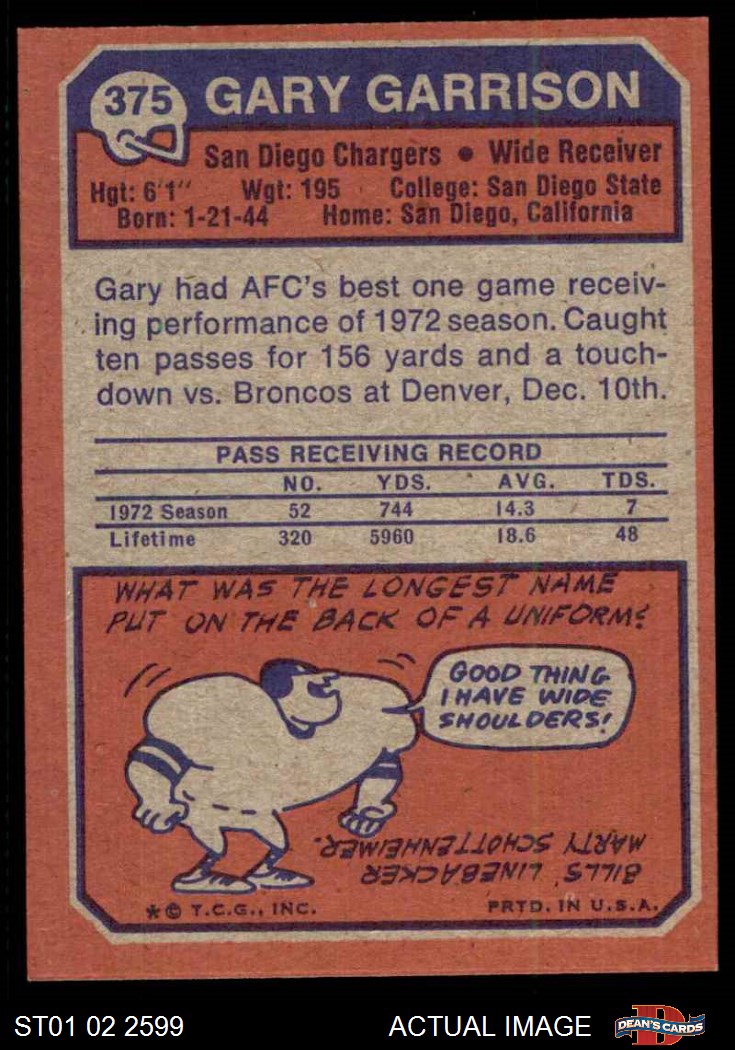 375 GARY GARRISON
San Diego Chargers • Wide Receiver
Hgt: 6'1" Wgt: 195 College: San Diego State
Born: 1-21-44 Home: San Diego, California
Gary had AFC's best one game receiv-
ing performance of 1972 season. Caught
ten passes for 156 yards and a touch-
down vs. Broncos at Denver, Dec. 10th.
PASS RECEIVING RECORD
NO. YDS. AVG. TDS.
1972 Season 52 744 14.3 7
Lifetime 320 5960 18.6 48
WHAT WAS THE LONGEST NAME
PUT ON THE BACK OF A UNIFORM?
GOOD THING
I HAVE WIDE
SHOULDERS!
BILLS' LINEBACKER
MARTY SCHOTTENHEIMER.
*© T.C.G., INC. PRTD. IN U.S.A.
ST01 02 2599 ACTUAL IMAGE D DEAN'S CARDS